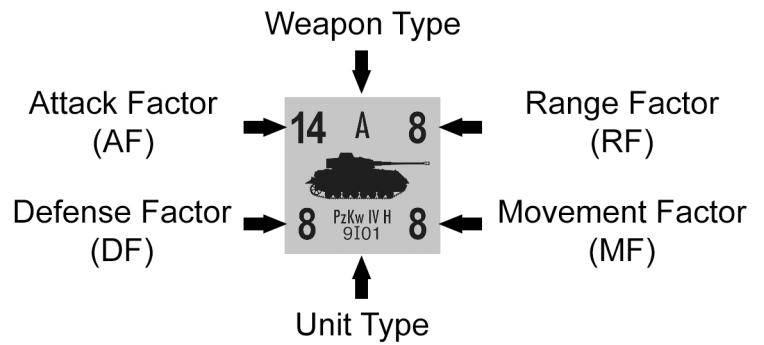 Weapon Type
Attack Factor
(AF)
Range Factor
(RF)
14 A 8
Defense Factor
(DF)
Movement Factor
(MF)
8 PzKw IV H 8
9I01
Unit Type